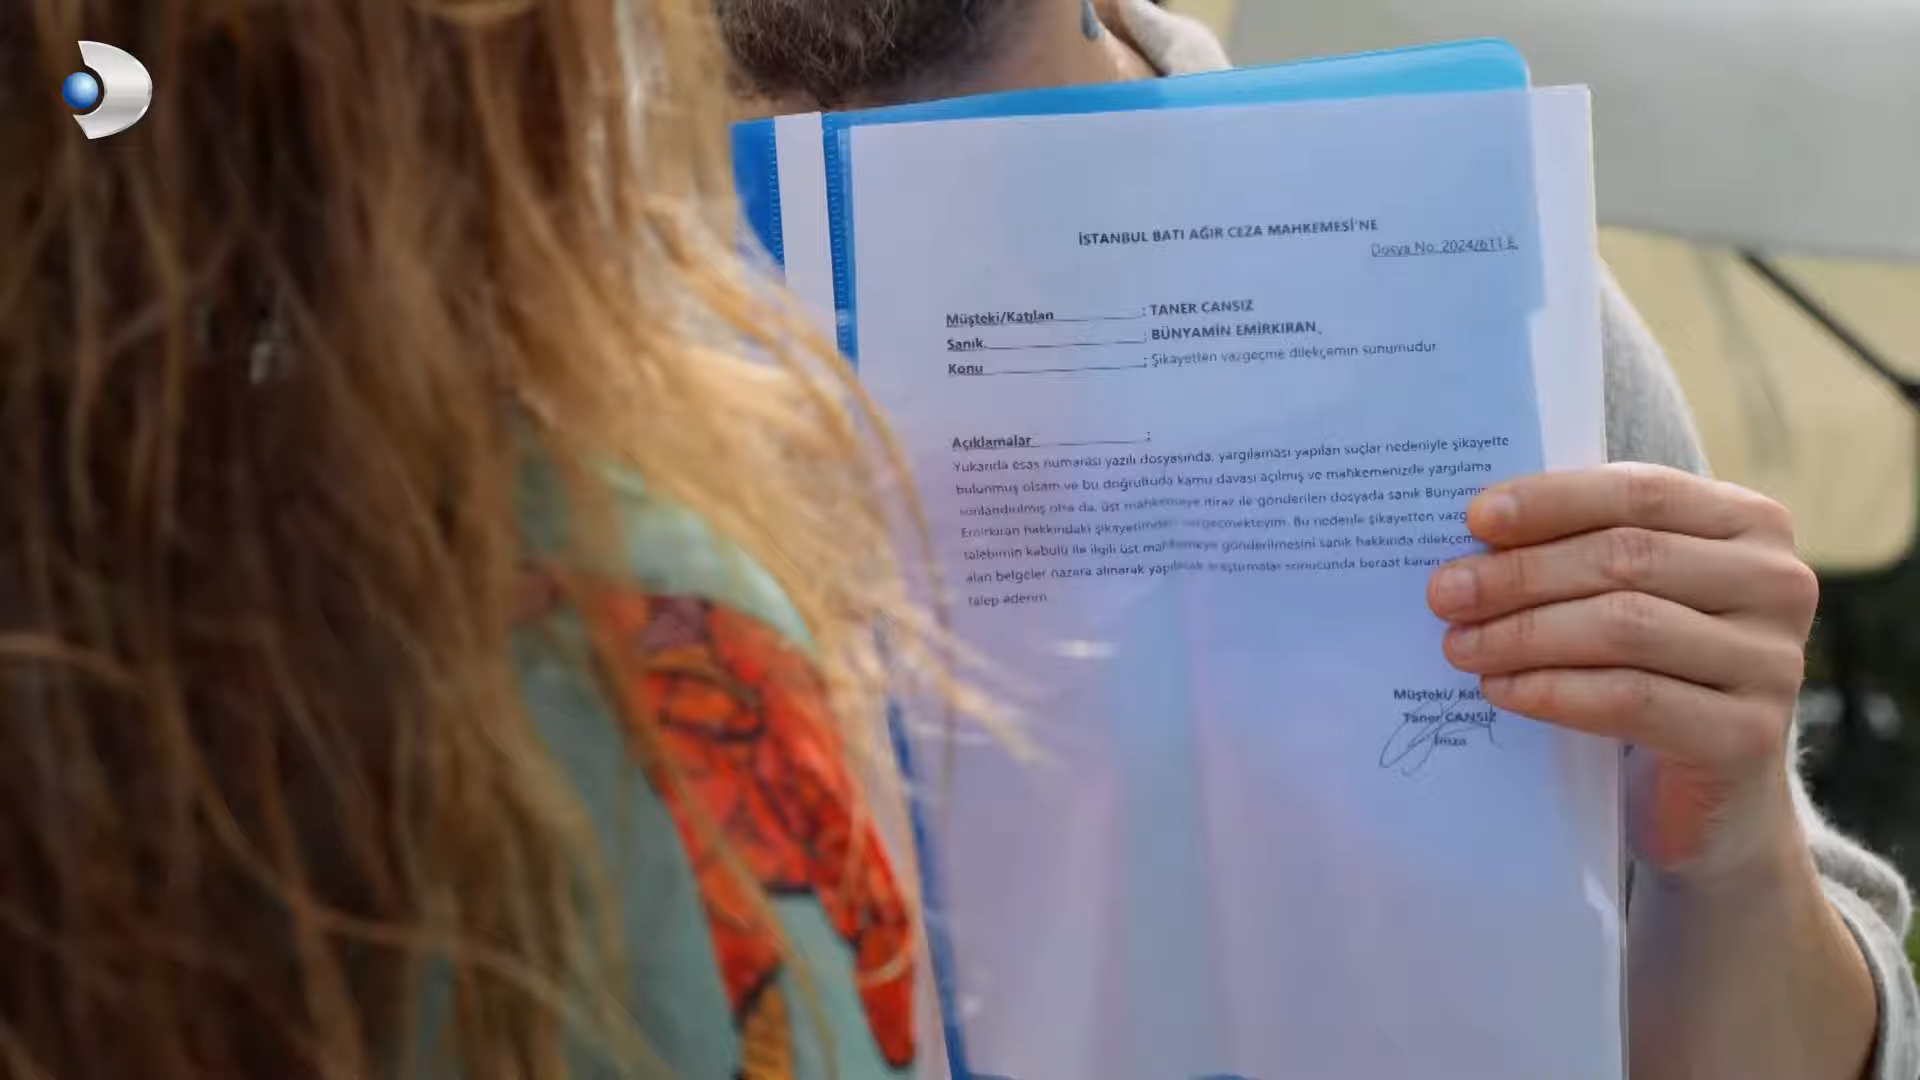 İSTANBUL BATI AĞIR CEZA MAHKEMESİ'NE
Dosya No: 2024/611 E.
Müşteki/Katılan : TANER CANSIZ
Sanık : BÜNYAMİN EMİRKIRAN
Konu : Şikayetten vazgeçme dilekçemin sunumudur.
Açıklamalar :
Yukarıda esas numarası yazılı dosyasında, yargılaması yapılan suçlar nedeniyle şikayette
bulunmuş olsam ve bu doğrultuda kamu davası açılmış ve mahkemenizde yargılama
sonlandırılmış olsa da, üst mahkemeye itiraz ile gönderilen dosyada sanık Bünyamin
Emirkıran hakkındaki şikayetimden vazgeçmekteyim. Bu nedenle şikayetten vazg
talebimin kabulü ile ilgili üst mahkemeye gönderilmesini sanık hakkında dilekçem
alan belgeler nazara alınarak yapılacak araştırmalar sonucunda beraat kararı
talep ederim.
Müşteki/ Katı
Taner CANSIZ
İmza